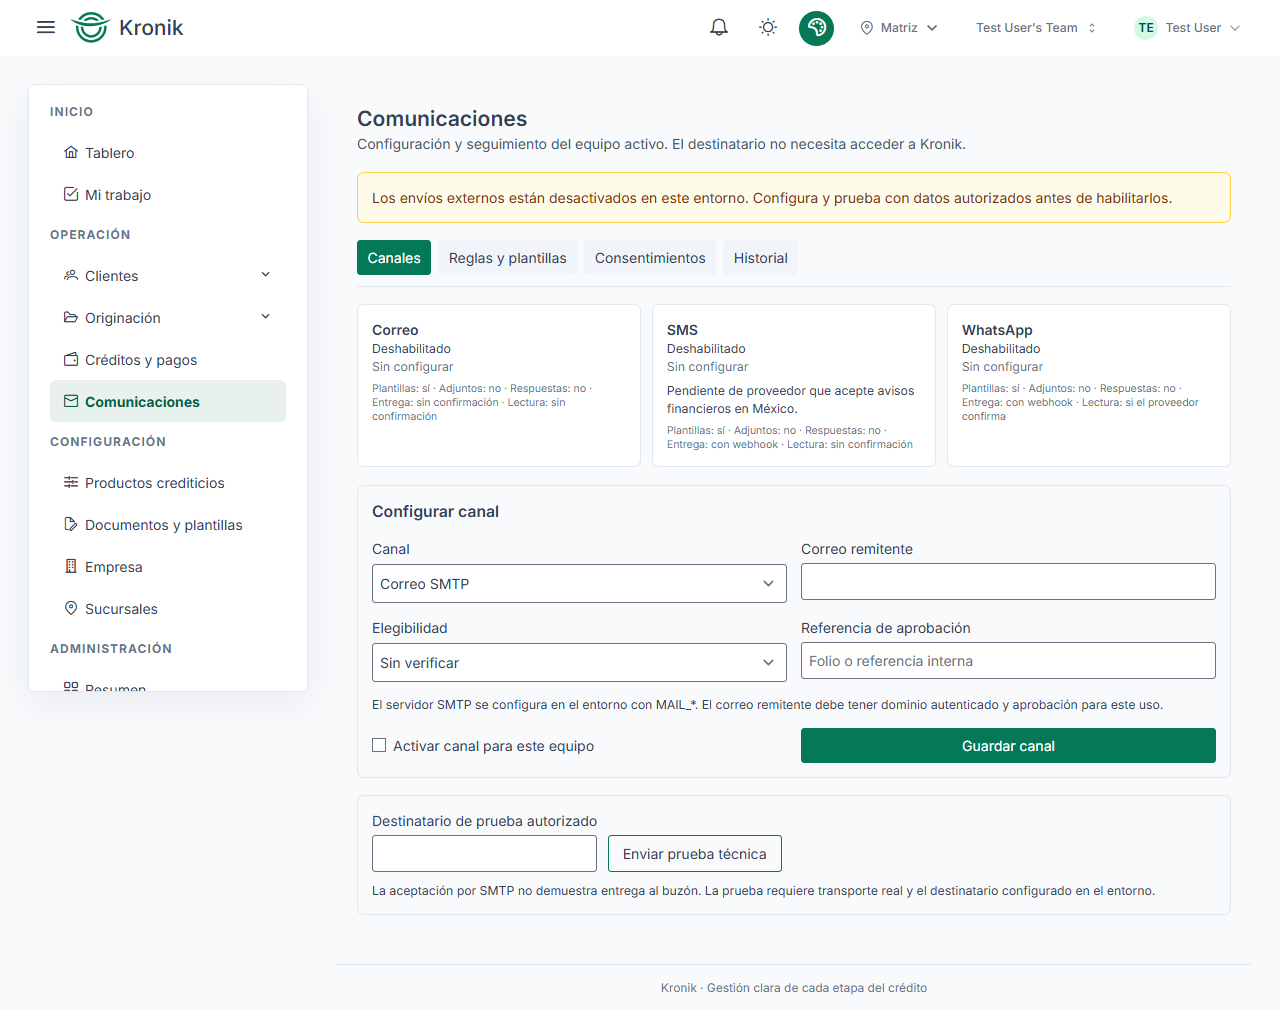 Kronik
Matriz
Test User's Team
TE
Test User
INICIO
Tablero
Mi trabajo
OPERACIÓN
Clientes
Originación
Créditos y pagos
Comunicaciones
CONFIGURACIÓN
Productos crediticios
Documentos y plantillas
Empresa
Sucursales
ADMINISTRACIÓN
Resumen
Comunicaciones
Configuración y seguimiento del equipo activo. El destinatario no necesita acceder a Kronik.
Los envíos externos están desactivados en este entorno. Configura y prueba con datos autorizados antes de habilitarlos.
Canales
Reglas y plantillas
Consentimientos
Historial
Correo
Deshabilitado
Sin configurar
Plantillas: sí · Adjuntos: no · Respuestas: no ·
Entrega: sin confirmación · Lectura: sin
confirmación
SMS
Deshabilitado
Sin configurar
Pendiente de proveedor que acepte avisos
financieros en México.
Plantillas: sí · Adjuntos: no · Respuestas: no ·
Entrega: con webhook · Lectura: sin confirmación
WhatsApp
Deshabilitado
Sin configurar
Plantillas: sí · Adjuntos: no · Respuestas: no ·
Entrega: con webhook · Lectura: si el proveedor
confirma
Configurar canal
Canal
Correo SMTP
Correo remitente
Elegibilidad
Sin verificar
Referencia de aprobación
Folio o referencia interna
El servidor SMTP se configura en el entorno con MAIL_*. El correo remitente debe tener dominio autenticado y aprobación para este uso.
Activar canal para este equipo
Guardar canal
Destinatario de prueba autorizado
Enviar prueba técnica
La aceptación por SMTP no demuestra entrega al buzón. La prueba requiere transporte real y el destinatario configurado en el entorno.
Kronik · Gestión clara de cada etapa del crédito